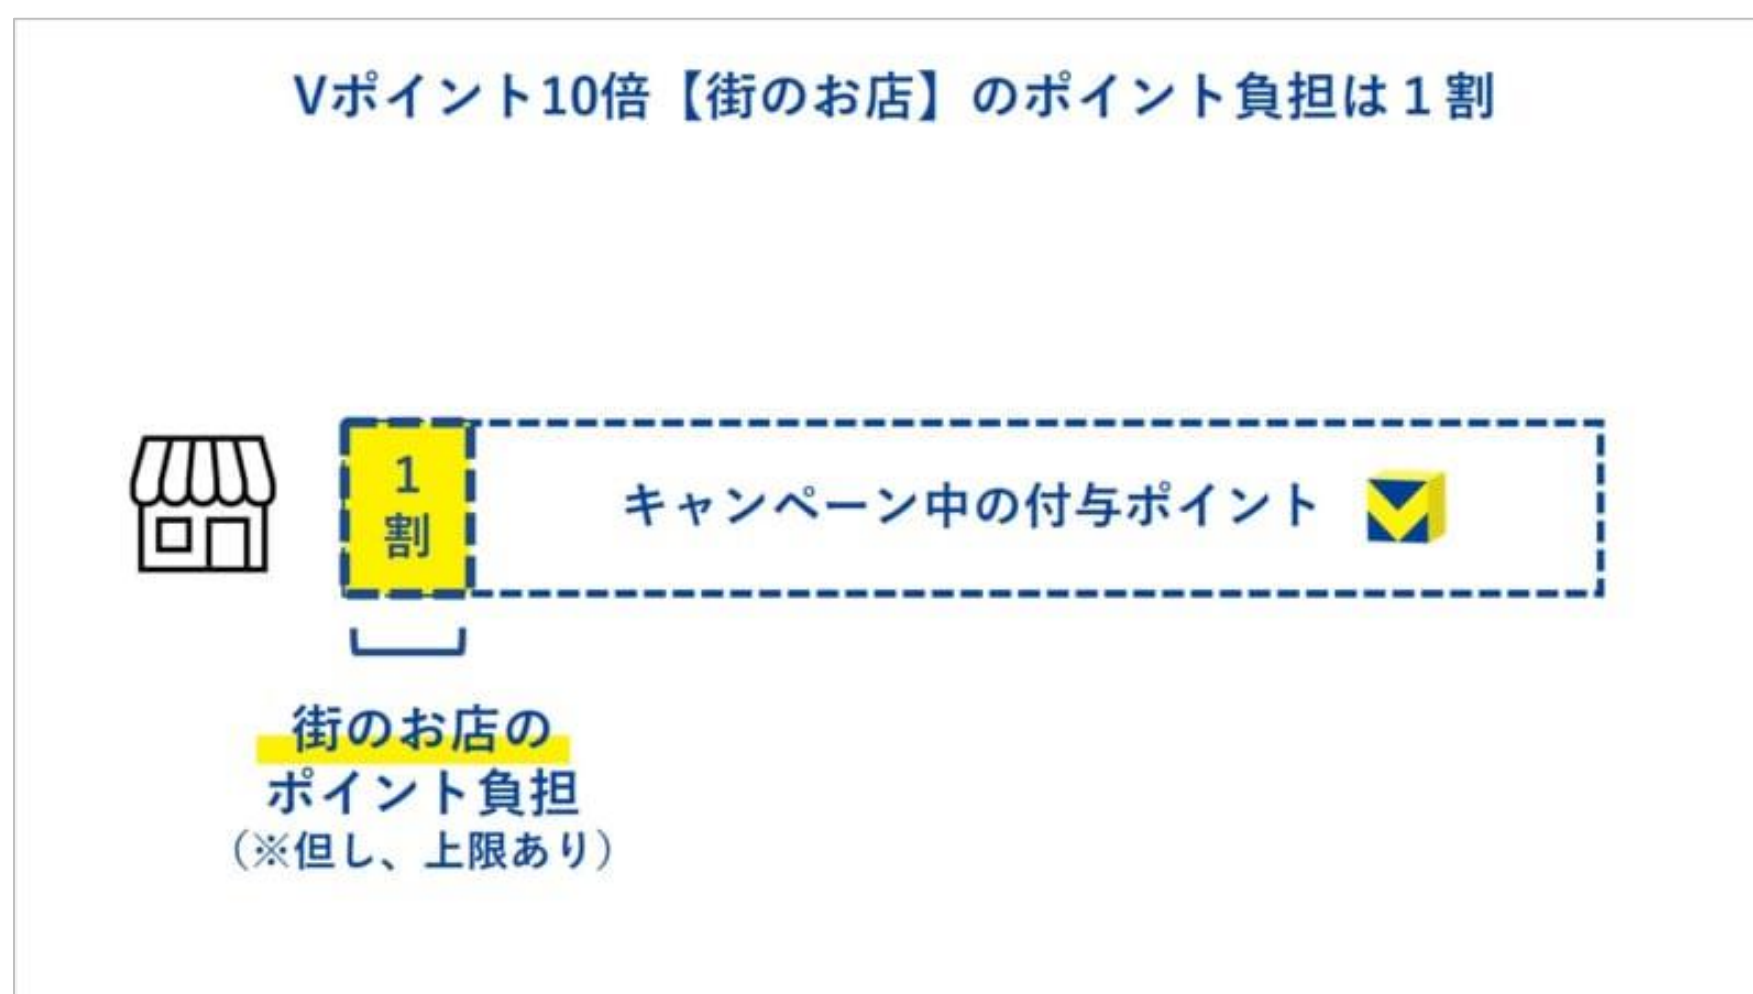 Vポイント10倍【街のお店】のポイント負担は１割
1
割
キャンペーン中の付与ポイント
街のお店の
ポイント負担
（※但し、上限あり）